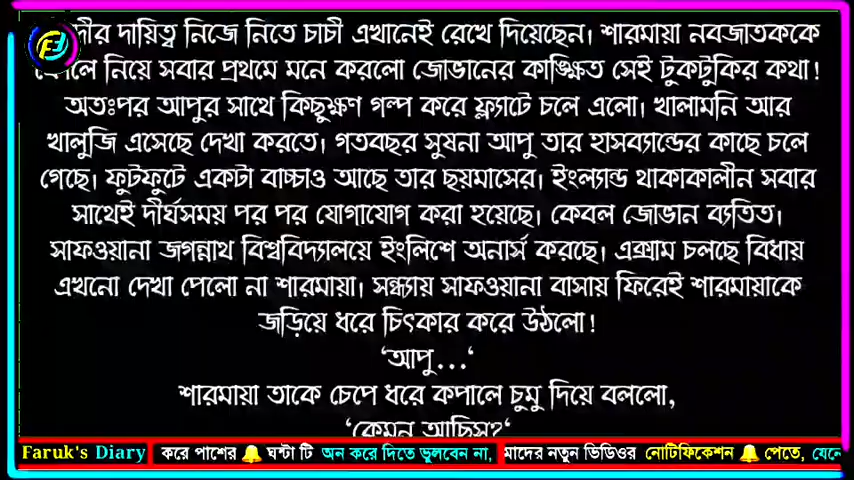 দায়িত্ব নিজে নিতে চাচী এখানেই রেখে দিয়েছেন। শারমায়া নবজাতককে
নিয়ে সবার প্রথমে মনে করলো জোভানের কাঙ্ক্ষিত সেই টুকটুকির কথা!
অতঃপর আপুর সাথে কিছুক্ষণ গল্প করে ফ্ল্যাটে চলে এলো। খালামনি আর
খালুজি এসেছে দেখা করতে। গতবছর সুষনা আপু তার হাসব্যান্ডের কাছে চলে
গেছে। ফুটফুটে একটা বাচ্চাও আছে তার ছয়মাসের। ইংল্যান্ড থাকাকালীন সবার
সাথেই দীর্ঘসময় পর পর যোগাযোগ করা হয়েছে। কেবল জোভান ব্যতিত।
সাফওয়ানা জগন্নাথ বিশ্ববিদ্যালয়ে ইংলিশে অনার্স করছে। এক্সাম চলছে বিধায়
এখনো দেখা পেলো না শারমায়া। সন্ধ্যায় সাফওয়ানা বাসায় ফিরেই শারমায়াকে
জড়িয়ে ধরে চিৎকার করে উঠলো!
‘আপু...‘
শারমায়া তাকে চেপে ধরে কপালে চুমু দিয়ে বললো,
‘কেমন আছিস?‘
Faruk's Diary করে পাশের 🔔 ঘন্টা টি অন করে দিতে ভুলবেন না, মাদের নতুন ভিডিওর নোটিফিকেশন 🔔 পেতে, যেনে